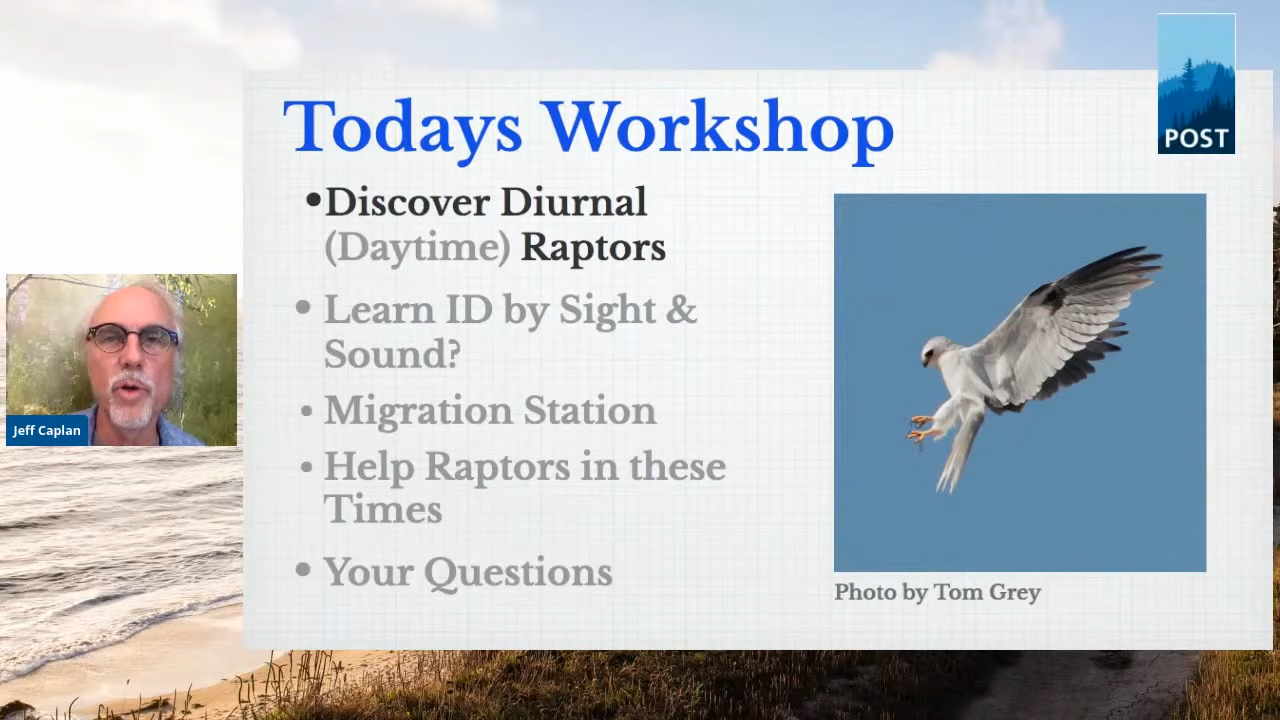 Todays Workshop
POST
•Discover Diurnal
(Daytime) Raptors
• Learn ID by Sight &
Sound?
• Migration Station
• Help Raptors in these
Times
• Your Questions
Photo by Tom Grey
Jeff Caplan